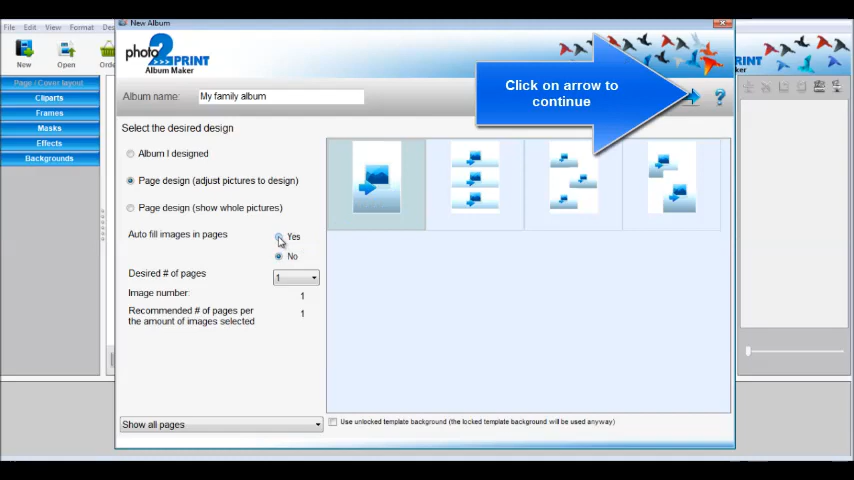 New Album
File Edit View Format
photo2PRINT
Album Maker
New Open
Page / Cover layout
Cliparts
Frames
Masks
Effects
Backgrounds
Album name: My family album
Click on arrow to
continue
?
Select the desired design
Album I designed
Page design (adjust pictures to design)
Page design (show whole pictures)
Auto fill images in pages
Yes
No
Desired # of pages 1
Image number: 1
Recommended # of pages per
the amount of images selected 1
Show all pages
Use unlocked template background (the locked template background will be used anyway)